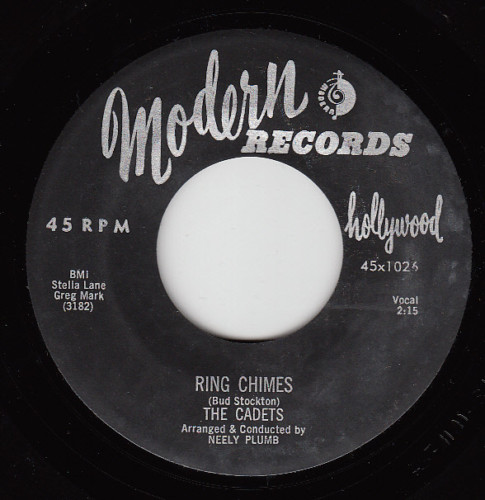 Modern
RECORDS
hollywood
45 RPM
45x1026
BMI
Stella Lane
Greg Mark
(3182)
Vocal
2:15
RING CHIMES
(Bud Stockton)
THE CADETS
Arranged & Conducted by
NEELY PLUMB